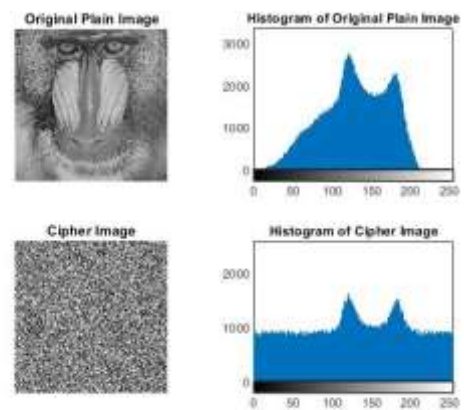 Original Plain Image
Histogram of Original Plain Image
3000
2000
1000
0
0 50 100 150 200 250
Cipher Image
Histogram of Cipher Image
2000
1000
0
0 50 100 150 200 250